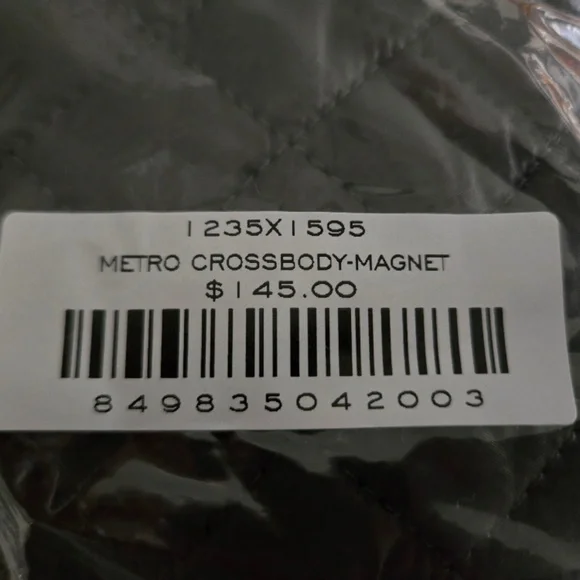 1235X1595
METRO CROSSBODY-MAGNET
$145.00
849835042003